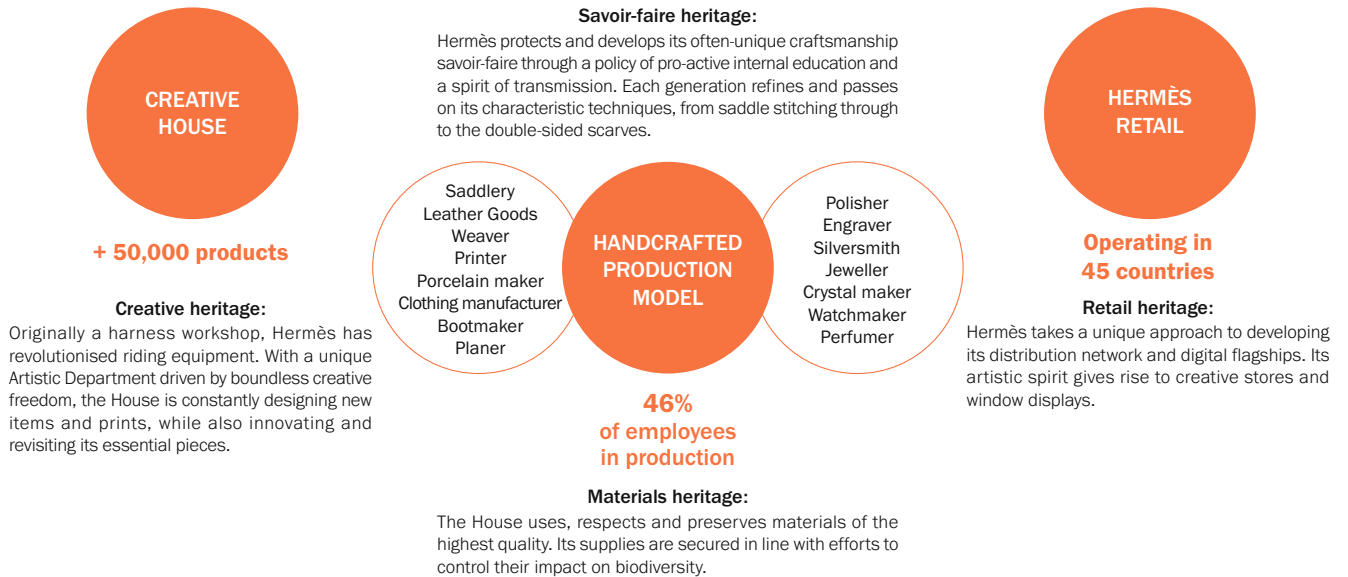 CREATIVE
HOUSE
+ 50,000 products
Creative heritage:
Originally a harness workshop, Hermès has
revolutionised riding equipment. With a unique
Artistic Department driven by boundless creative
freedom, the House is constantly designing new
items and prints, while also innovating and
revisiting its essential pieces.
Savoir-faire heritage:
Hermès protects and develops its often-unique craftsmanship
savoir-faire through a policy of pro-active internal education and
a spirit of transmission. Each generation refines and passes
on its characteristic techniques, from saddle stitching through
to the double-sided scarves.
Saddlery
Leather Goods
Weaver
Printer
Porcelain maker
Clothing manufacturer
Bootmaker
Planer
HANDCRAFTED
PRODUCTION
MODEL
Polisher
Engraver
Silversmith
Jeweller
Crystal maker
Watchmaker
Perfumer
46%
of employees
in production
Materials heritage:
The House uses, respects and preserves materials of the
highest quality. Its supplies are secured in line with efforts to
control their impact on biodiversity.
HERMÈS
RETAIL
Operating in
45 countries
Retail heritage:
Hermès takes a unique approach to developing
its distribution network and digital flagships. Its
artistic spirit gives rise to creative stores and
window displays.